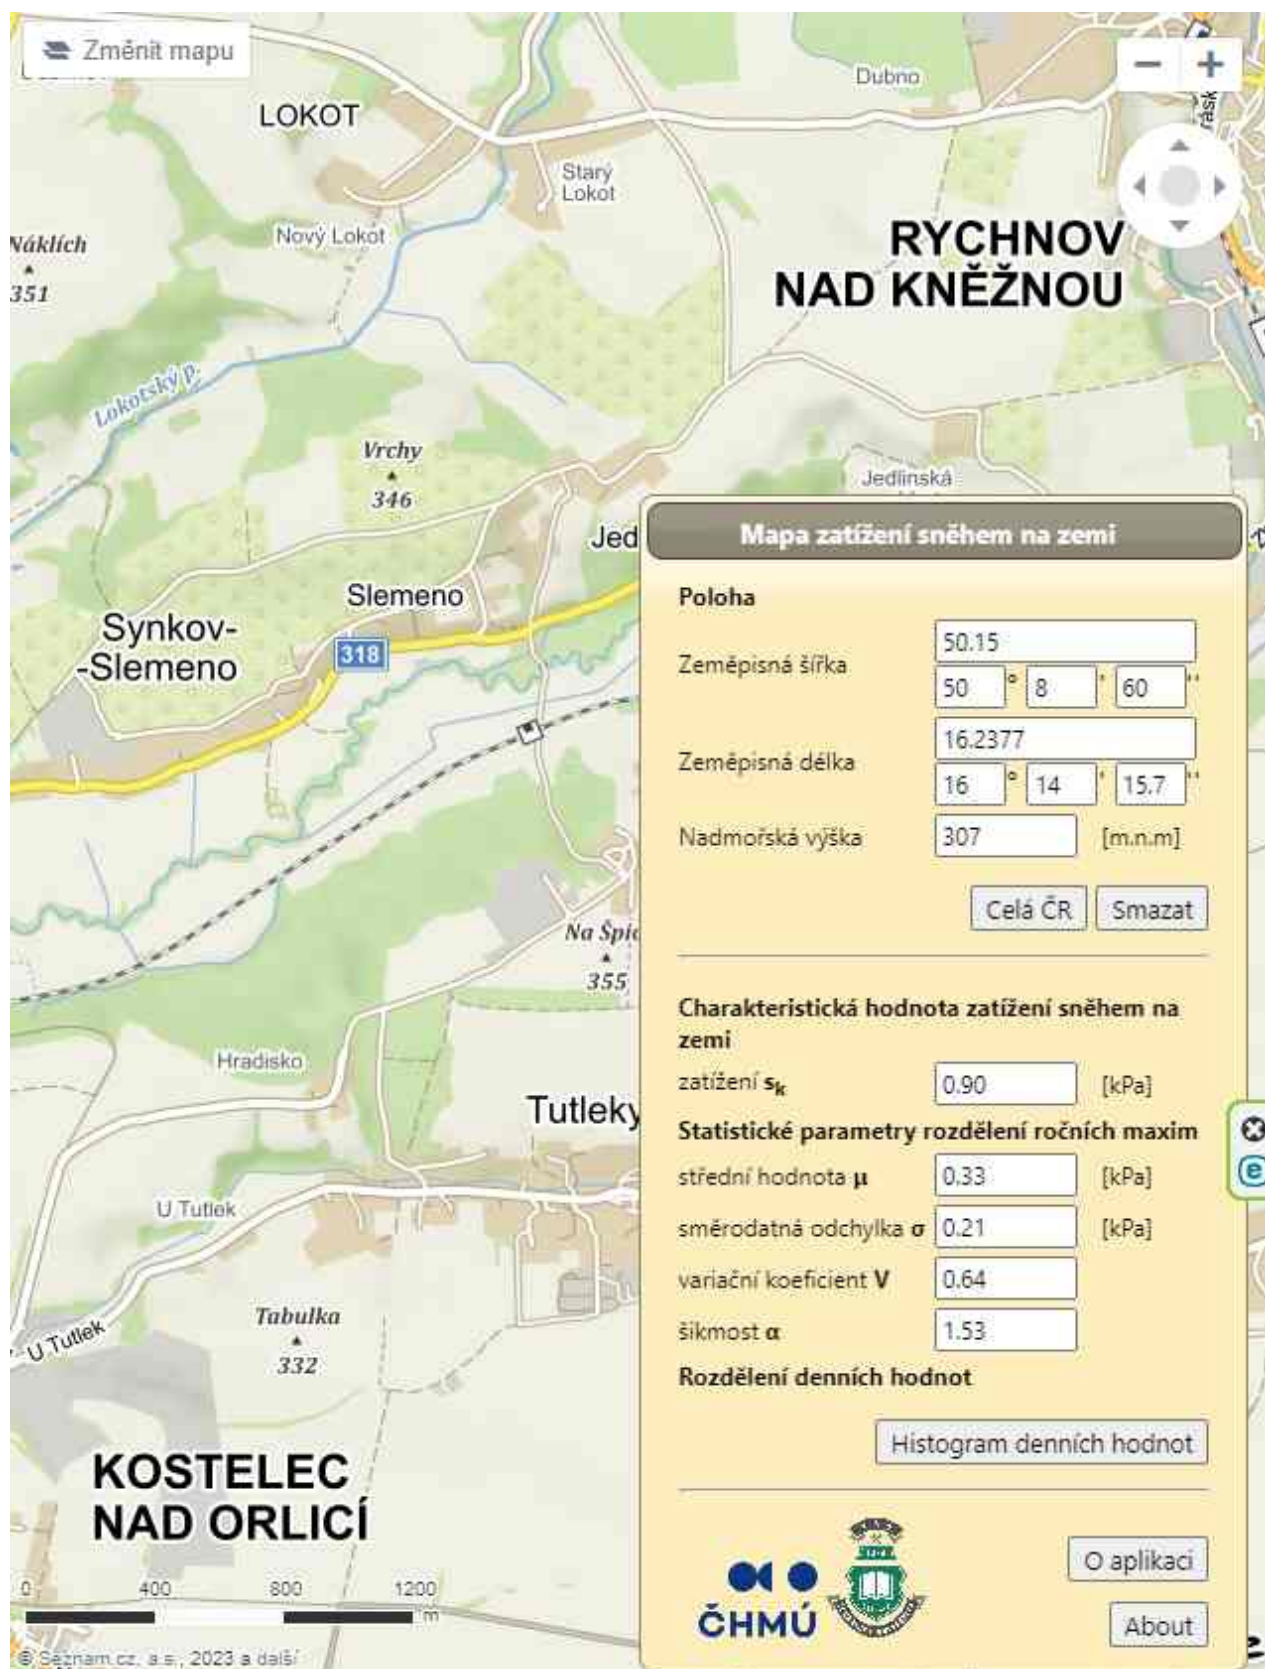 Změnit mapu
Dubno
LOKOT
Starý
Lokot
Nový Lokot
Náklích
351
RYCHNOV
NAD KNĚŽNOU
Lokotský p.
Vrchy
346
Jedlinská
Jed
Slemeno
Synkov-
-Slemeno
318
Na Špic
355
Hradisko
Tutleky
U Tutlek
U Tutlek
Tabulka
332
KOSTELEC
NAD ORLICÍ
0 400 800 1200
m
© Seznam.cz, a.s., 2023 a další
Mapa zatížení sněhem na zemi
Poloha
50.15
Zeměpisná šířka
50 ° 8 ' 60 ''
16.2377
Zeměpisná délka
16 ° 14 ' 15.7 ''
Nadmořská výška 307 [m.n.m]
Celá ČR Smazat
Charakteristická hodnota zatížení sněhem na
zemi
zatížení sk 0.90 [kPa]
Statistické parametry rozdělení ročních maxim
střední hodnota μ 0.33 [kPa]
směrodatná odchylka σ 0.21 [kPa]
variační koeficient V 0.64
šikmost α 1.53
Rozdělení denních hodnot
Histogram denních hodnot
O aplikaci
ČHMÚ
About